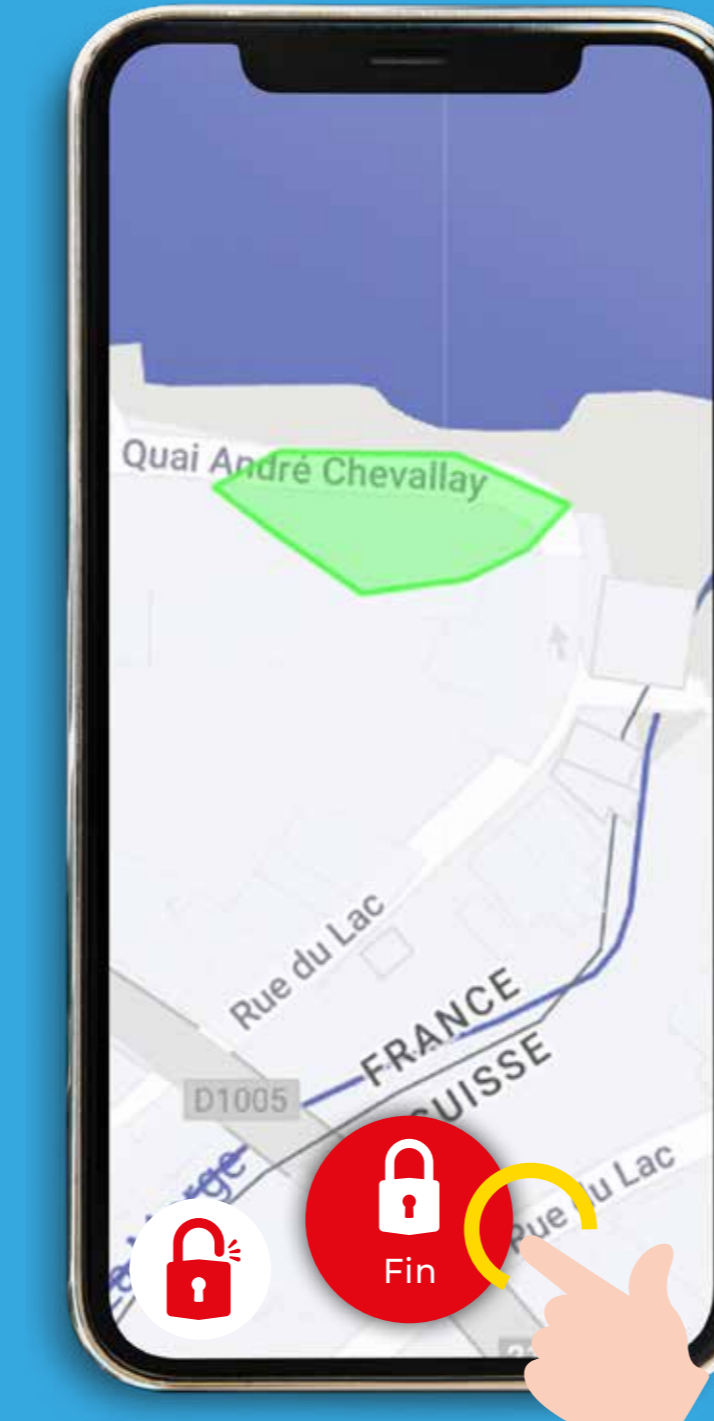 Quai André Chevallay
Rue du Lac
FRANCE
SUISSE
D1005
Rue du Lac
Fin